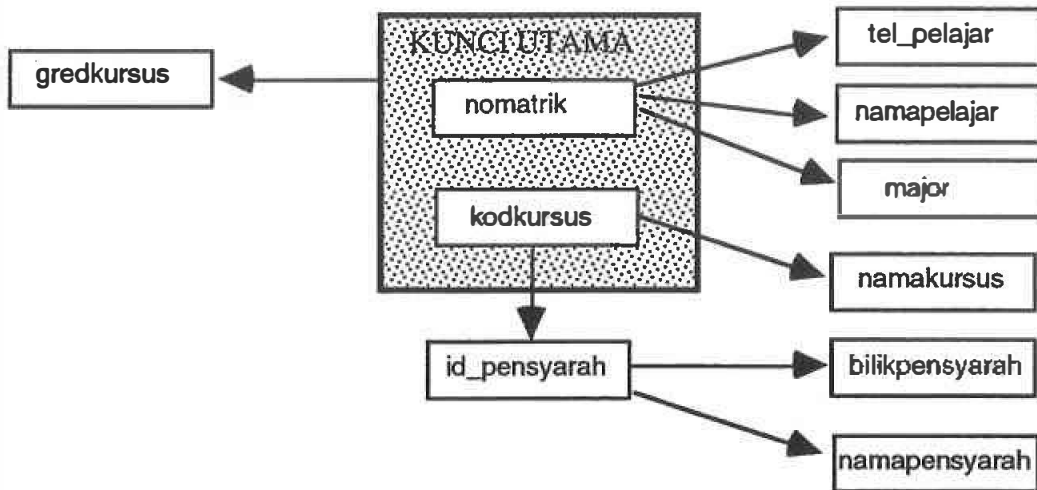 KUNCI UTAMA
tel_pelajar
gredkursus
nomatrik
namapelajar
major
kodkursus
namakursus
id_pensyarah
bilikpensyarah
namapensyarah